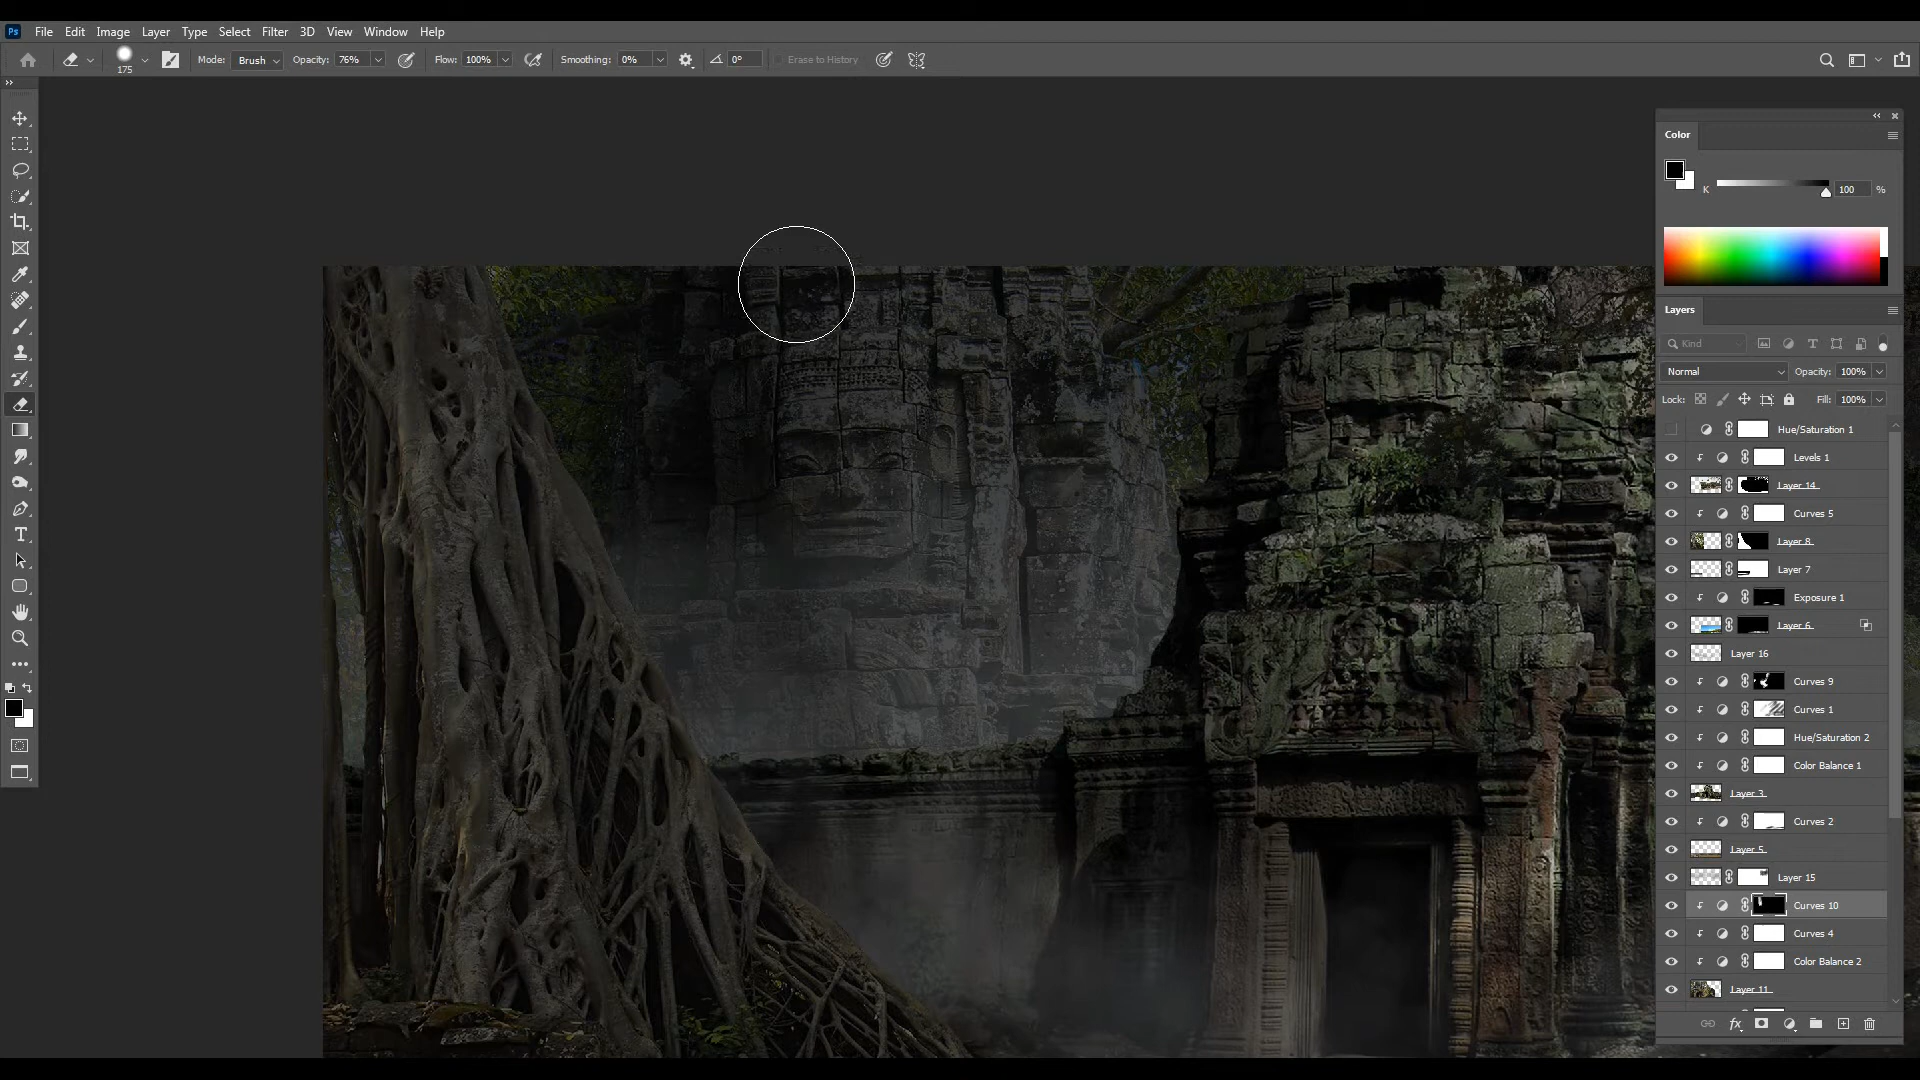 Ps File Edit Image Layer Type Select Filter 3D View Window Help
175 Mode: Brush Opacity: 76% Flow: 100% Smoothing: 0% 0° Erase to History
Color
K 100 %
Layers
Kind
Normal Opacity: 100%
Lock: Fill: 100%
Hue/Saturation 1
Levels 1
Layer 14
Curves 5
Layer 8
Layer 7
Exposure 1
Layer 6
Layer 16
Curves 9
Curves 1
Hue/Saturation 2
Color Balance 1
Layer 3
Curves 2
Layer 5
Layer 15
Curves 10
Curves 4
Color Balance 2
Layer 11
fx